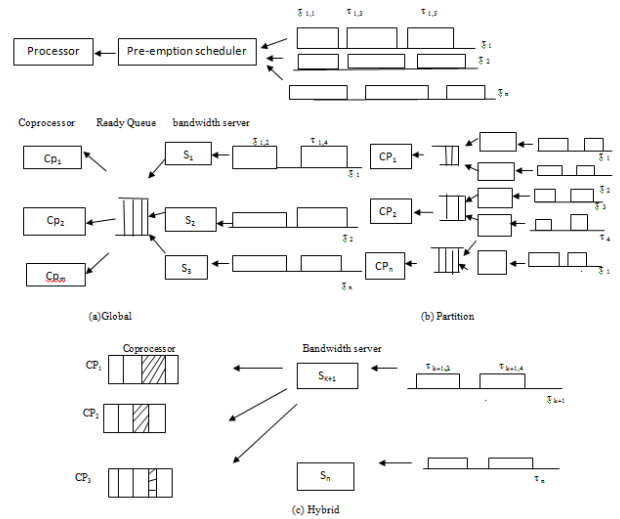 τ 1,1 τ 1,3 τ 1,5
Processor Pre-emption scheduler
τ 1
τ 2
τ n
Coprocessor Ready Queue bandwidth server
Cp1 S1 τ 1,2 τ 1,4 τ 1
Cp2 S2 τ 2
Cpm S3 τ n
CP1 τ 1
CP2 τ 2
τ 3
τ 4
CPn τ 1
(a)Global (b) Partition
Coprocessor Bandwidth server
CP1 SK+1 τ k+1,2 τ k+1,4
τ k+1
CP2
CP3 Sn τ n
(c) Hybrid